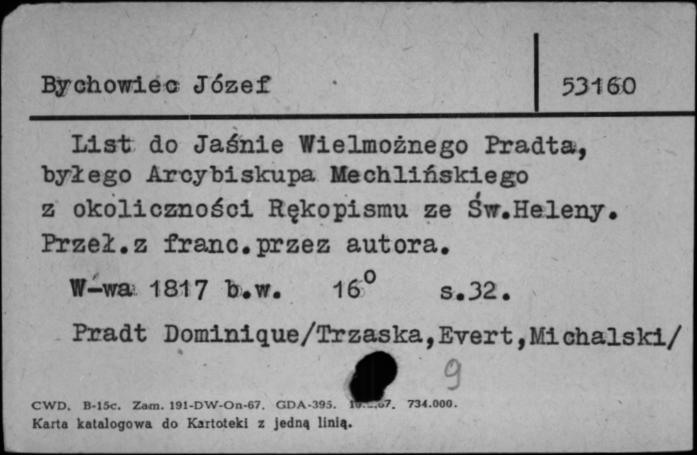 Bychowiec Józef
53160
List do Jaśnie Wielmożnego Pradta,
byłego Arcybiskupa Mechlińskiego
z okoliczności Rękopismu ze Św.Heleny.
Przeł.z franc.przez autora.
W-wa 1817 b.w. 16° s.32.
Pradt Dominique/Trzaska,Evert,Michalski/
9
CWD. B-15c. Zam. 191-DW-On-67. GDA-395. 67. 734.000.
Karta katalogowa do Kartoteki z jedną linią.